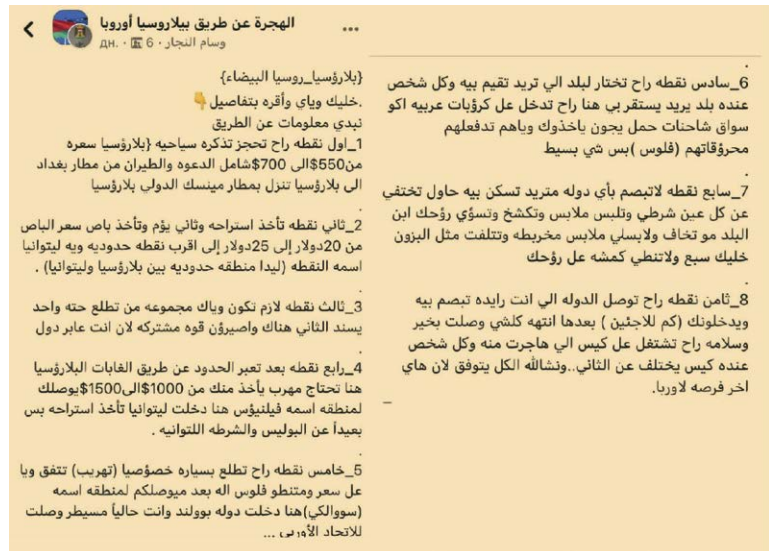 الهجرة عن طريق بيلاروسيا أوروبا
وسام النجار · 6 дн. ·
{بلارؤسيا_روسيا البيضاء}
.خليك وياي وأقره بتفاصيل👇
نبدي معلومات عن الطريق
1_اول نقطه راح تحجز تذكره سياحيه {بلارؤسيا سعره
من550$الى 700$شامل الدعوه والطيران من مطار بغداد
الى بلارؤسيا تنزل بمطار مينسك الدولي بلارؤسيا
.
2_ثاني نقطه تأخذ استراحه وثاني يؤم وتأخذ باص سعر الباص
من 20دولار إلى 25دولار إلى اقرب نقطه حدوديه ويه ليتوانيا
اسمه النقطه (ليدا منطقه حدوديه بين بلارؤسيا وليتوانيا) .
.
3_ثالث نقطه لازم تكون وياك مجموعه من تطلع حته واحد
يسند الثاني هناك واصيرؤن قوه مشتركه لان انت عابر دول
.
4_رابع نقطه بعد تعبر الحدود عن طريق الغابات البلارؤسيا
هنا تحتاج مهرب يأخذ منك من 1000$الى1500$يوصلك
لمنطقه اسمه فيلنيؤس هنا دخلت ليتوانيا تأخذ استراحه بس
بعيداً عن البوليس والشرطه اللتوانيه .
.
5_خامس نقطه راح تطلع بسياره خصؤصيا (تهريب) تتفق ويا
عل سعر ومتنطو فلوس اله بعد ميوصلكم لمنطقه اسمه
(سووالكي)هنا دخلت دوله بوولند وانت حالياً مسيطر وصلت
للاتحاد الأوربي ...
.
6_سادس نقطه راح تختار لبلد الي تريد تقيم بيه وكل شخص
عنده بلد يريد يستقر بي هنا راح تدخل عل كرؤبات عربيه اكو
سواق شاحنات حمل يجون ياخذوك وياهم تدفعلهم
محرؤقاتهم (فلوس )بس شي بسيط
.
7_سابع نقطه لاتبصم بأي دوله متريد تسكن بيه حاول تختفي
عن كل عين شرطي وتلبس ملابس وتكشخ وتسؤي رؤحك ابن
البلد مو تخاف ولابسلي ملابس مخربطه وتتلفت مثل البزون
خليك سبع ولاتنطي كمشه عل رؤحك
.
8_ثامن نقطه راح توصل الدوله الي انت رايده تبصم بيه
ويدخلونك (كم للاجئين ) بعدها انتهه كلشي وصلت بخير
وسلامه راح تشتغل عل كيس الي هاجرت منه وكل شخص
عنده كيس يختلف عن الثاني..ونشالله الكل يتوفق لان هاي
اخر فرصه لاوربا.